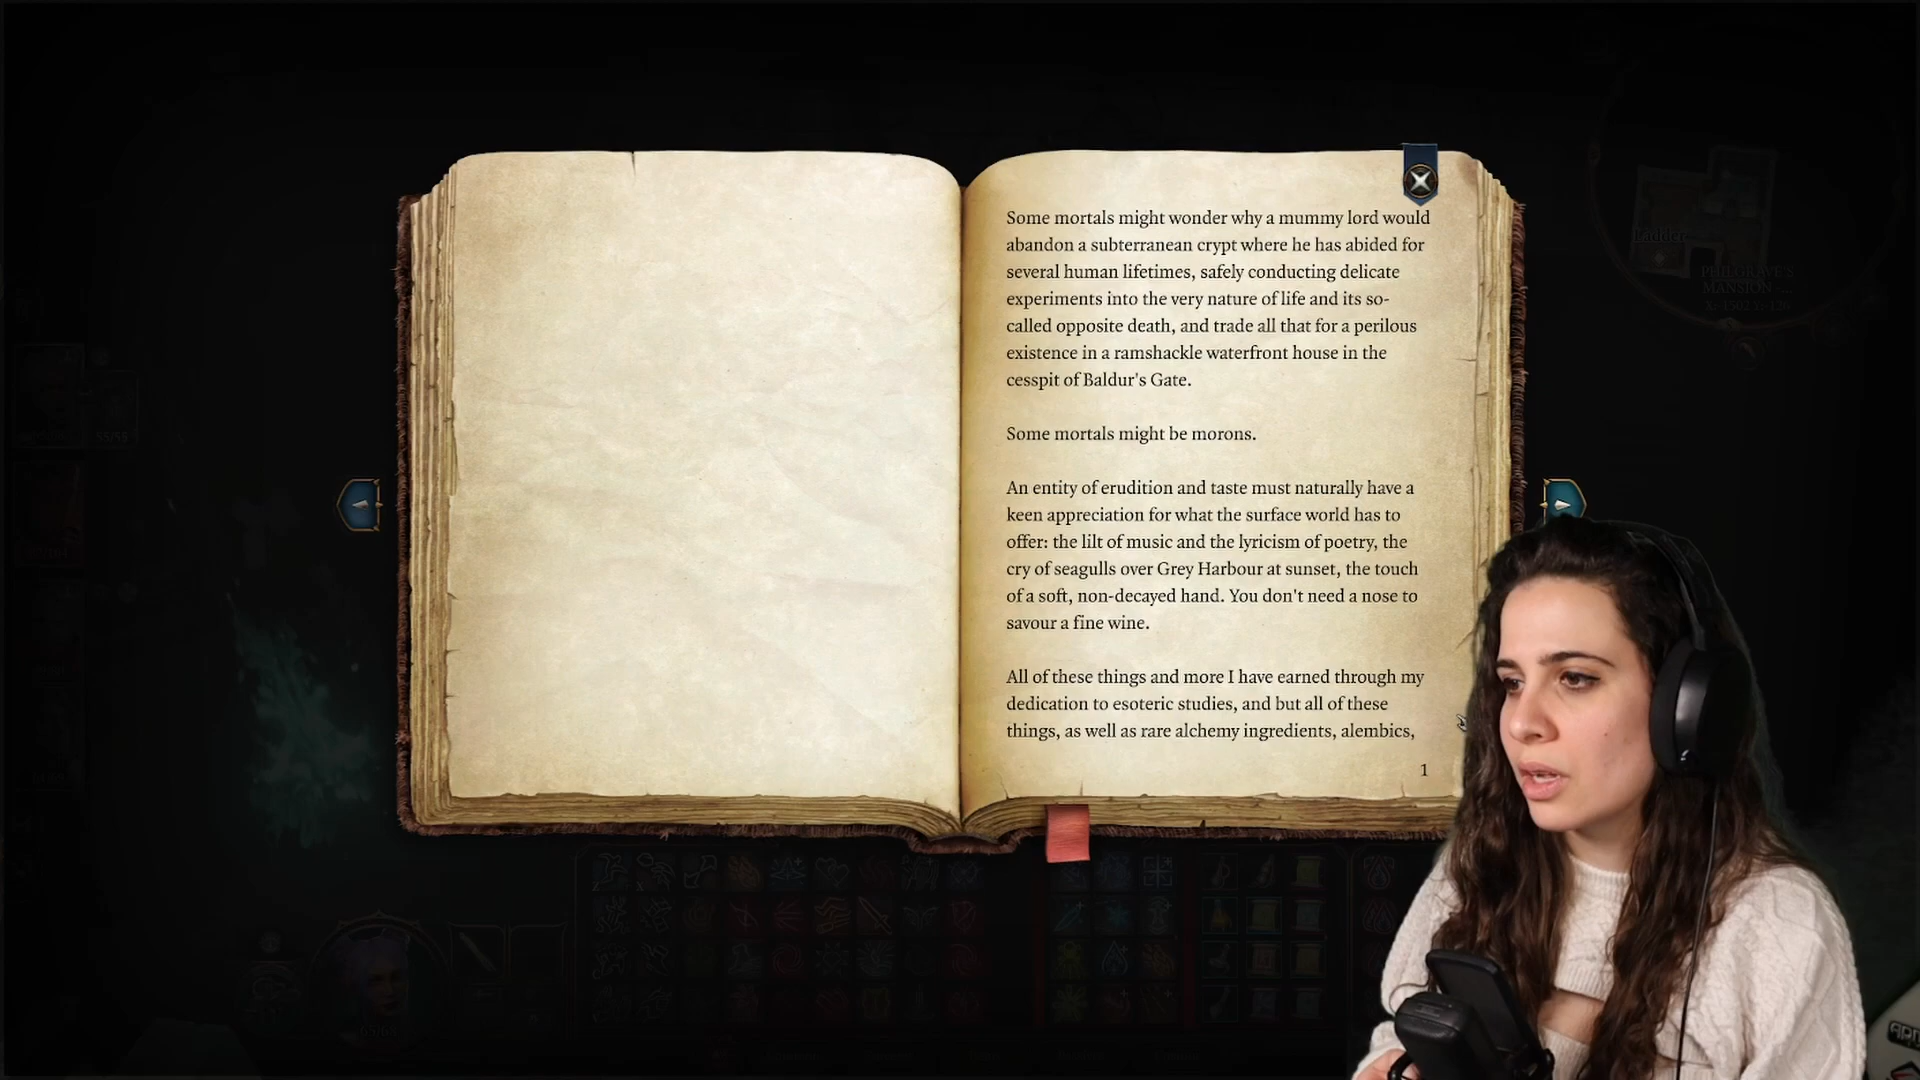 Some mortals might wonder why a mummy lord would
abandon a subterranean crypt where he has abided for
several human lifetimes, safely conducting delicate
experiments into the very nature of life and its so-
called opposite death, and trade all that for a perilous
existence in a ramshackle waterfront house in the
cesspit of Baldur's Gate.
Some mortals might be morons.
An entity of erudition and taste must naturally have a
keen appreciation for what the surface world has to
offer: the lilt of music and the lyricism of poetry, the
cry of seagulls over Grey Harbour at sunset, the touch
of a soft, non-decayed hand. You don't need a nose to
savour a fine wine.
All of these things and more I have earned through my
dedication to esoteric studies, and but all of these
things, as well as rare alchemy ingredients, alembics,
1
Ladder
PHILGRAVE'S
MANSION -...